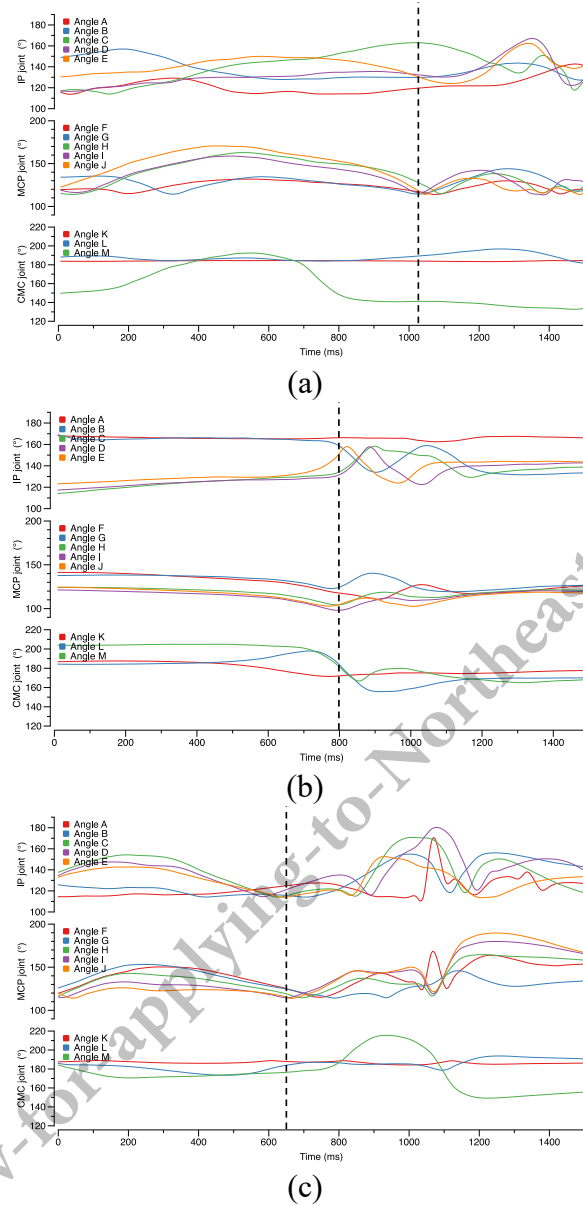 180
160
140
120
100
IP joint (°)
Angle A
Angle B
Angle C
Angle D
Angle E
200
150
100
MCP joint (°)
Angle F
Angle G
Angle H
Angle I
Angle J
220
200
180
160
140
120
CMC joint (°)
Angle K
Angle L
Angle M
0 200 400 600 800 1000 1200 1400
Time (ms)
(a)
180
160
140
120
100
IP joint (°)
Angle A
Angle B
Angle C
Angle D
Angle E
200
150
100
MCP joint (°)
Angle F
Angle G
Angle H
Angle I
Angle J
220
200
180
160
140
120
CMC joint (°)
Angle K
Angle L
Angle M
0 200 400 600 800 1000 1200 1400
Time (ms)
(b)
180
160
140
120
100
IP joint (°)
Angle A
Angle B
Angle C
Angle D
Angle E
200
150
100
MCP joint (°)
Angle F
Angle G
Angle H
Angle I
Angle J
220
200
180
160
140
120
CMC joint (°)
Angle K
Angle L
Angle M
0 200 400 600 800 1000 1200 1400
Time (ms)
(c)
-for-applying-to-Northeast